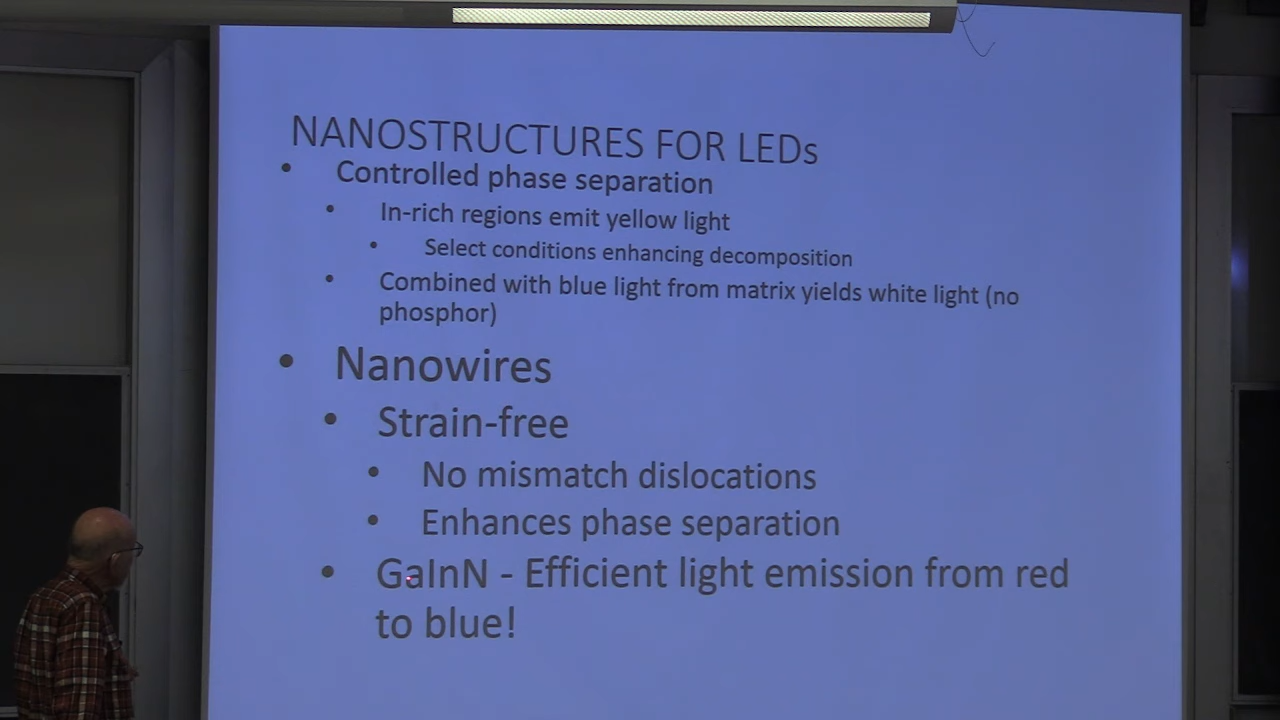 NANOSTRUCTURES FOR LEDs
• Controlled phase separation
• In-rich regions emit yellow light
• Select conditions enhancing decomposition
• Combined with blue light from matrix yields white light (no
phosphor)
• Nanowires
• Strain-free
• No mismatch dislocations
• Enhances phase separation
• GaInN - Efficient light emission from red
to blue!